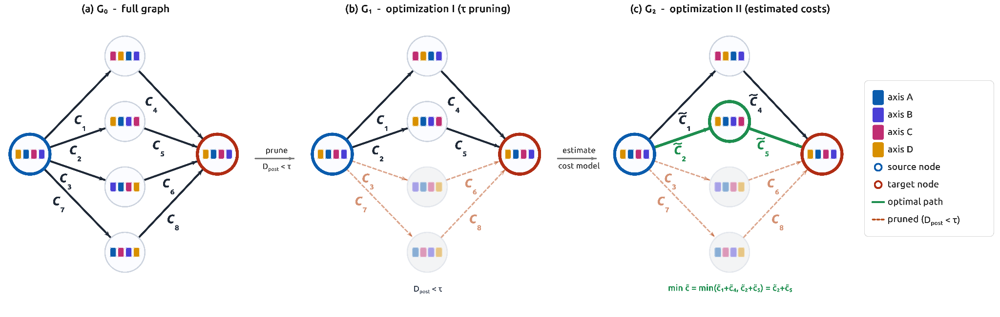 (a) G₀ - full graph
C₁
C₂
C₃
C₇
C₄
C₅
C₆
C₈
prune
D_post < τ
(b) G₁ - optimization I (τ pruning)
C₁
C₂
C₃
C₇
C₄
C₅
C₆
C₈
D_post < τ
estimate
cost model
(c) G₂ - optimization II (estimated costs)
C̃₁
C̃₂
C₃
C₇
C̃₄
C̃₅
C₆
C₈
min c̃ = min(c̃₁+c̃₄, c̃₂+c̃₅) = c̃₂+c̃₅
axis A
axis B
axis C
axis D
source node
target node
optimal path
pruned (D_post < τ)